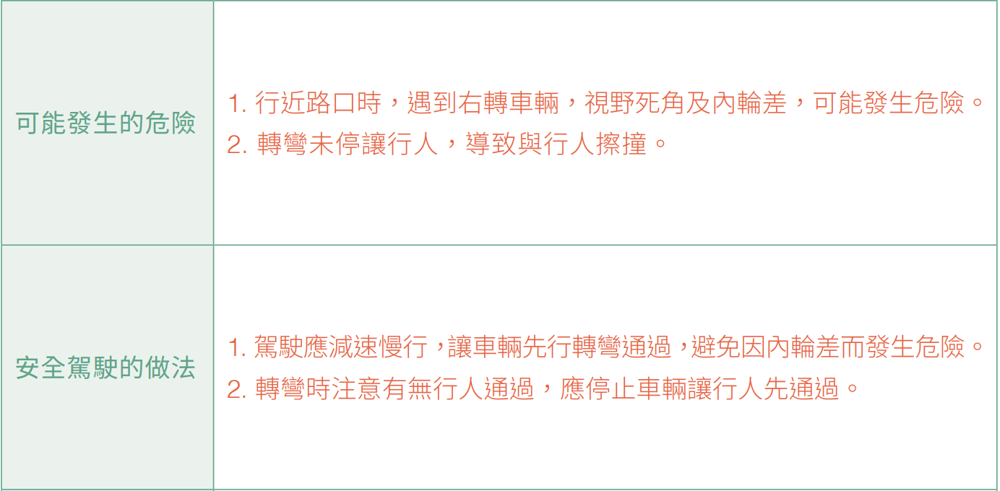 可能發生的危險
1. 行近路口時，遇到右轉車輛，視野死角及內輪差，可能發生危險。
2. 轉彎未停讓行人，導致與行人擦撞。
安全駕駛的做法
1. 駕駛應減速慢行，讓車輛先行轉彎通過，避免因內輪差而發生危險。
2. 轉彎時注意有無行人通過，應停止車輛讓行人先通過。